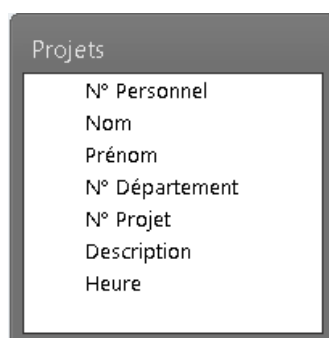 Projets
N° Personnel
Nom
Prénom
N° Département
N° Projet
Description
Heure